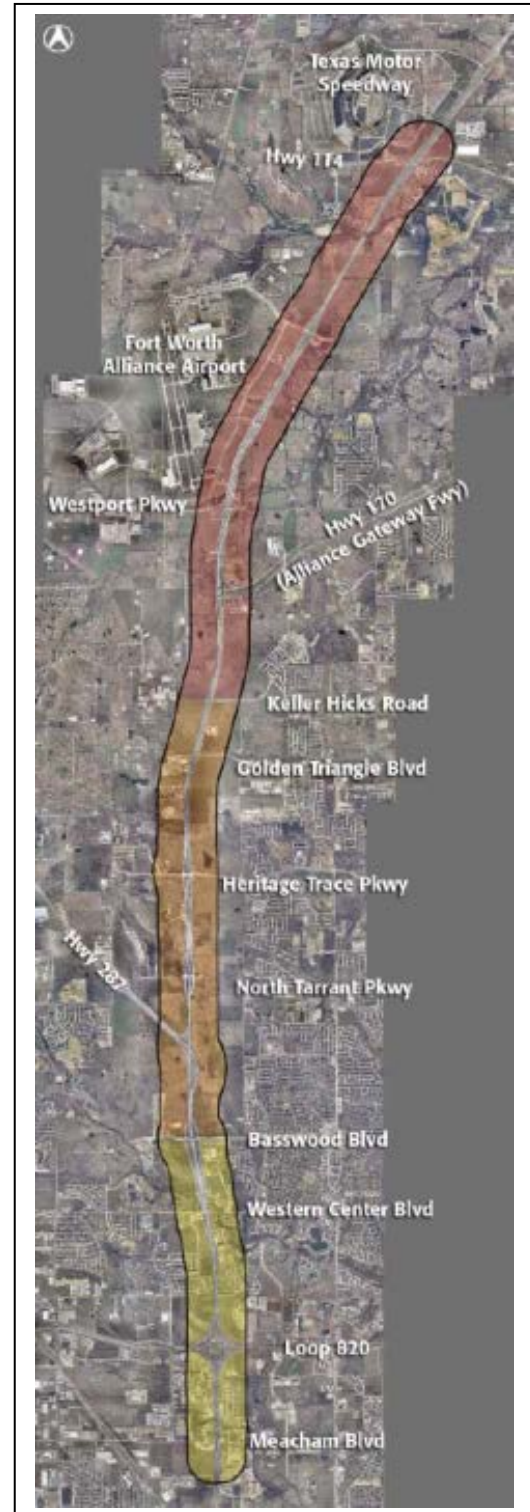 Texas Motor
Speedway
Hwy 114
Fort Worth
Alliance Airport
Westport Pkwy
Hwy 170
(Alliance Gateway Fwy)
Keller Hicks Road
Golden Triangle Blvd
Heritage Trace Pkwy
Hwy 287
North Tarrant Pkwy
Basswood Blvd
Western Center Blvd
Loop 820
Meacham Blvd